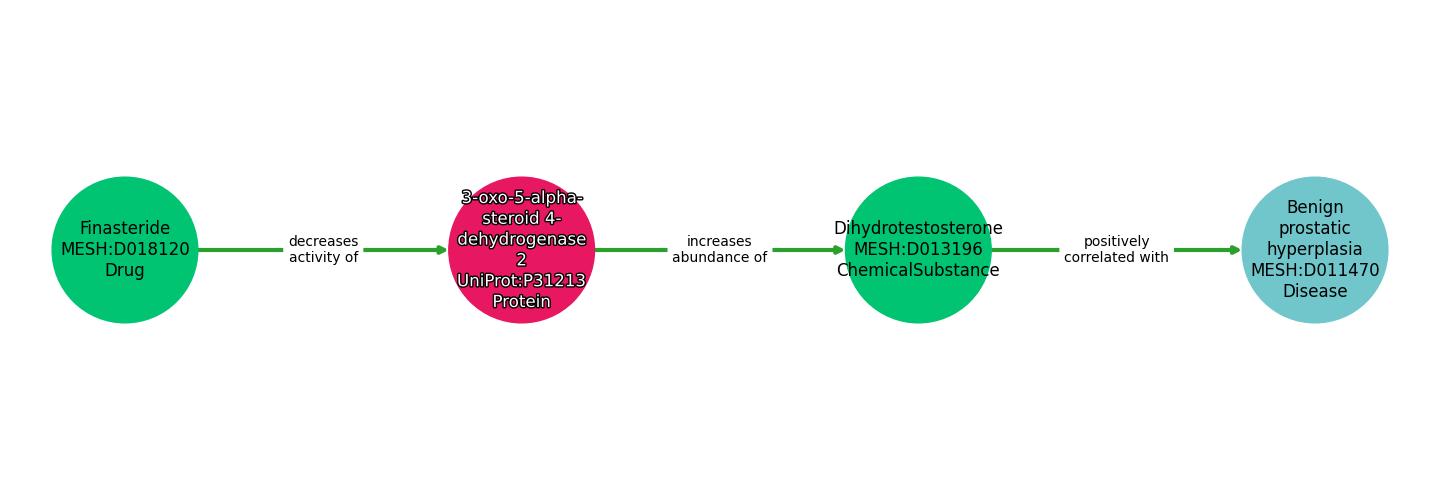 Finasteride
MESH:D018120
Drug
decreases
activity of
3-oxo-5-alpha-
steroid 4-
dehydrogenase
2
UniProt:P31213
Protein
increases
abundance of
Dihydrotestosterone
MESH:D013196
ChemicalSubstance
positively
correlated with
Benign
prostatic
hyperplasia
MESH:D011470
Disease